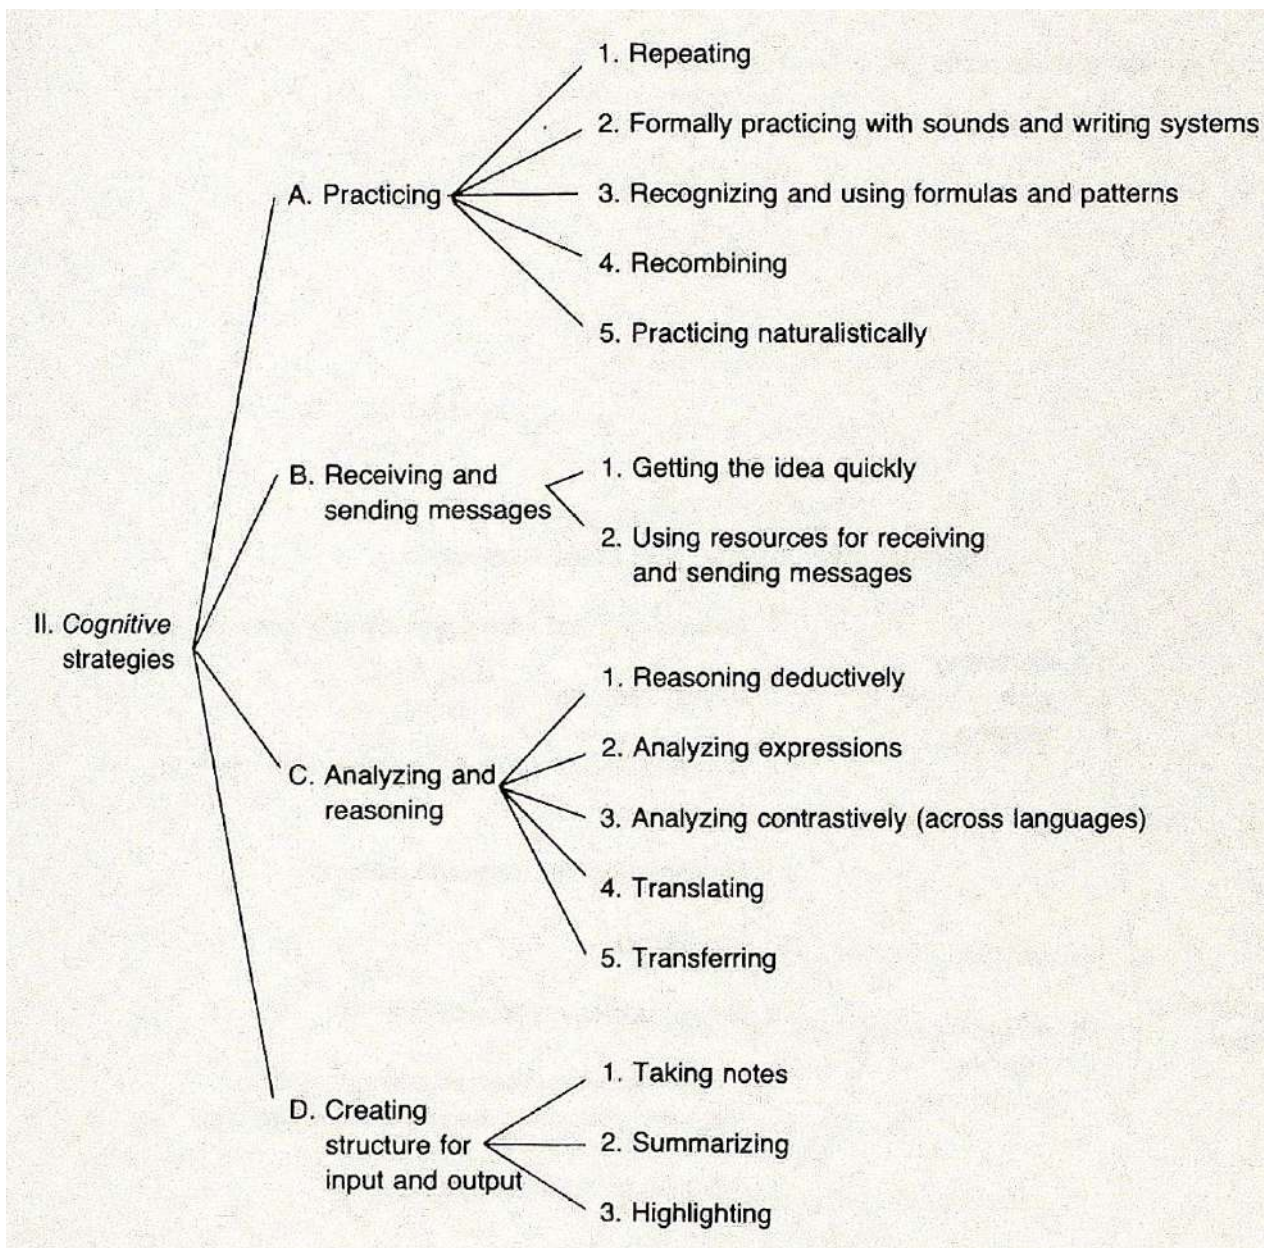 1. Repeating
2. Formally practicing with sounds and writing systems
A. Practicing
3. Recognizing and using formulas and patterns
4. Recombining
5. Practicing naturalistically
B. Receiving and
sending messages
1. Getting the idea quickly
2. Using resources for receiving
and sending messages
II. Cognitive
strategies
1. Reasoning deductively
2. Analyzing expressions
C. Analyzing and
reasoning
3. Analyzing contrastively (across languages)
4. Translating
5. Transferring
D. Creating
structure for
input and output
1. Taking notes
2. Summarizing
3. Highlighting